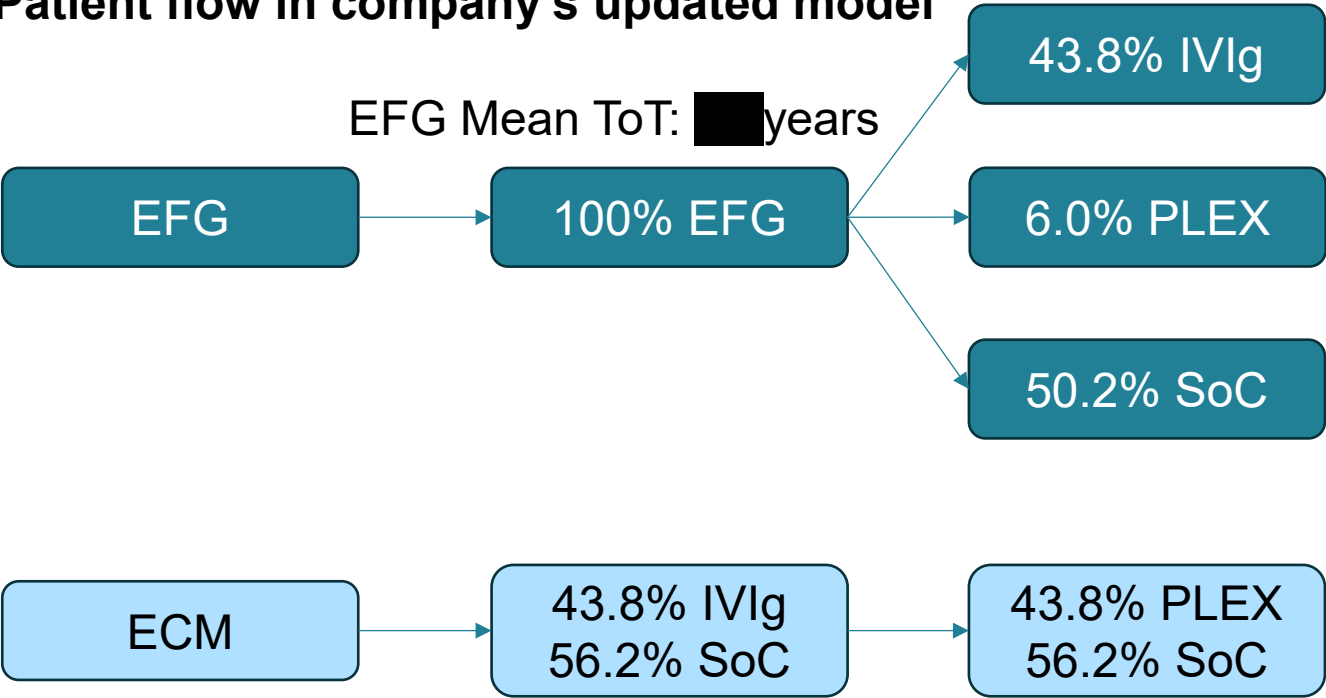 Patient flow in company's updated model
43.8% IVIg
EFG Mean ToT: years
EFG
100% EFG
6.0% PLEX
50.2% SoC
ECM
43.8% IVIg
56.2% SoC
43.8% PLEX
56.2% SoC